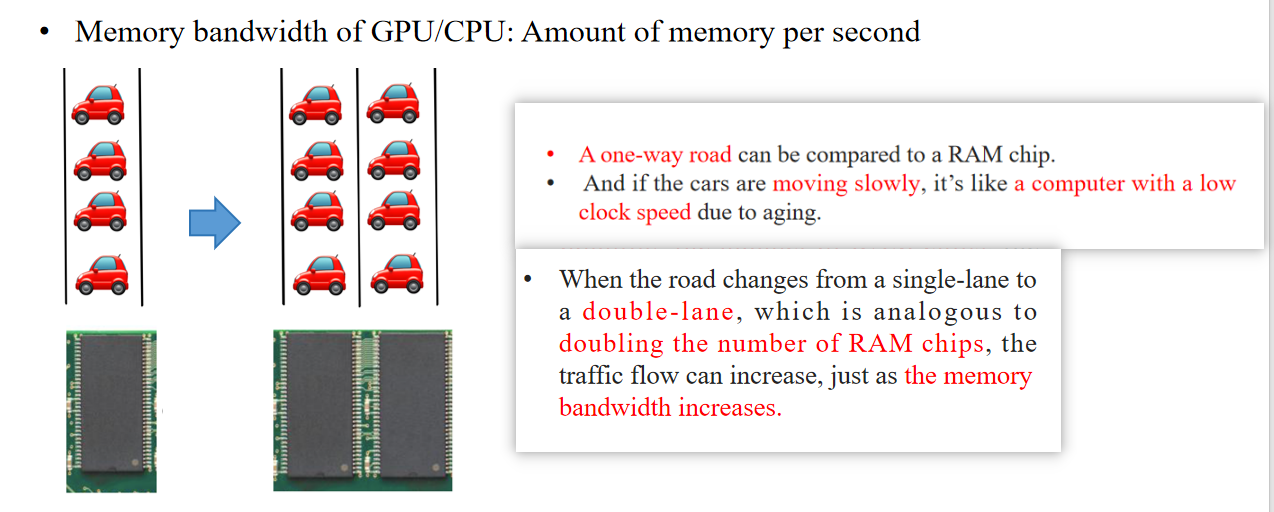 • Memory bandwidth of GPU/CPU: Amount of memory per second
• A one-way road can be compared to a RAM chip.
• And if the cars are moving slowly, it’s like a computer with a low
clock speed due to aging.
• When the road changes from a single-lane to
a double-lane, which is analogous to
doubling the number of RAM chips, the
traffic flow can increase, just as the memory
bandwidth increases.